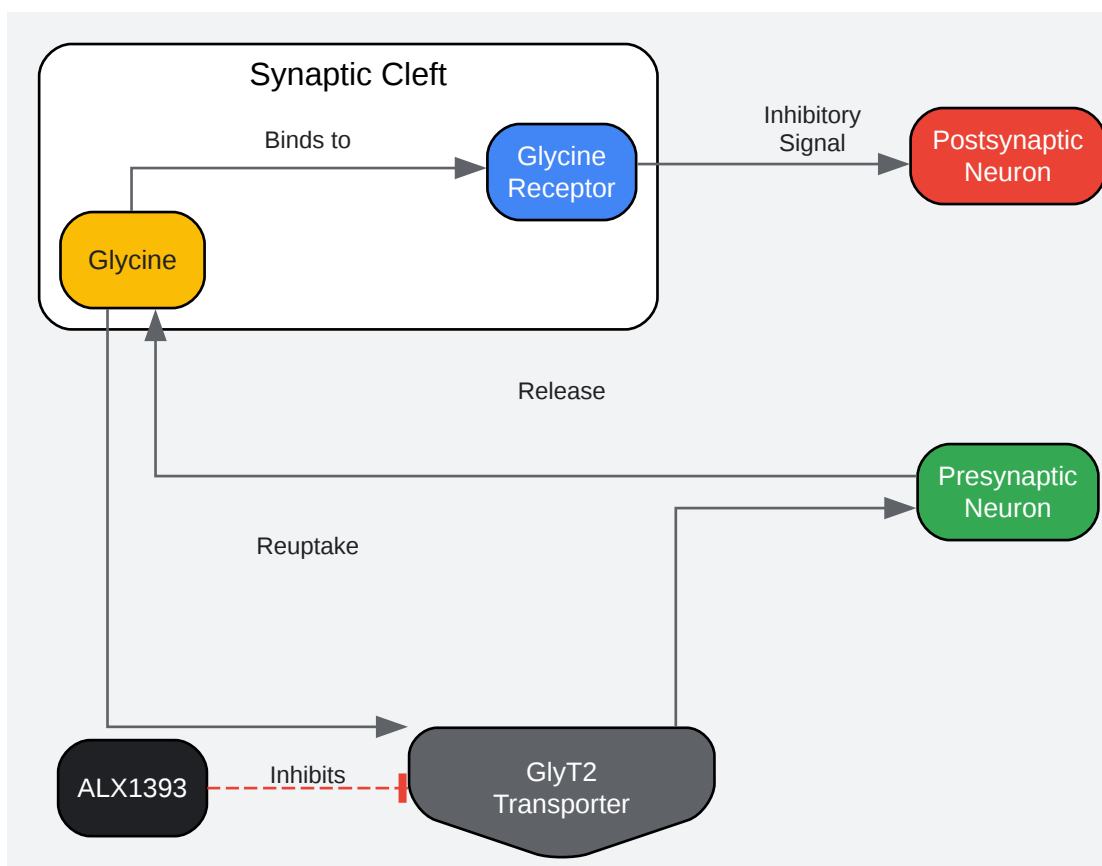 Synaptic Cleft
Binds to
Glycine
Receptor
Inhibitory
Signal
Postsynaptic
Neuron
Glycine
Release
Presynaptic
Neuron
Reuptake
ALX1393
Inhibits
GlyT2
Transporter